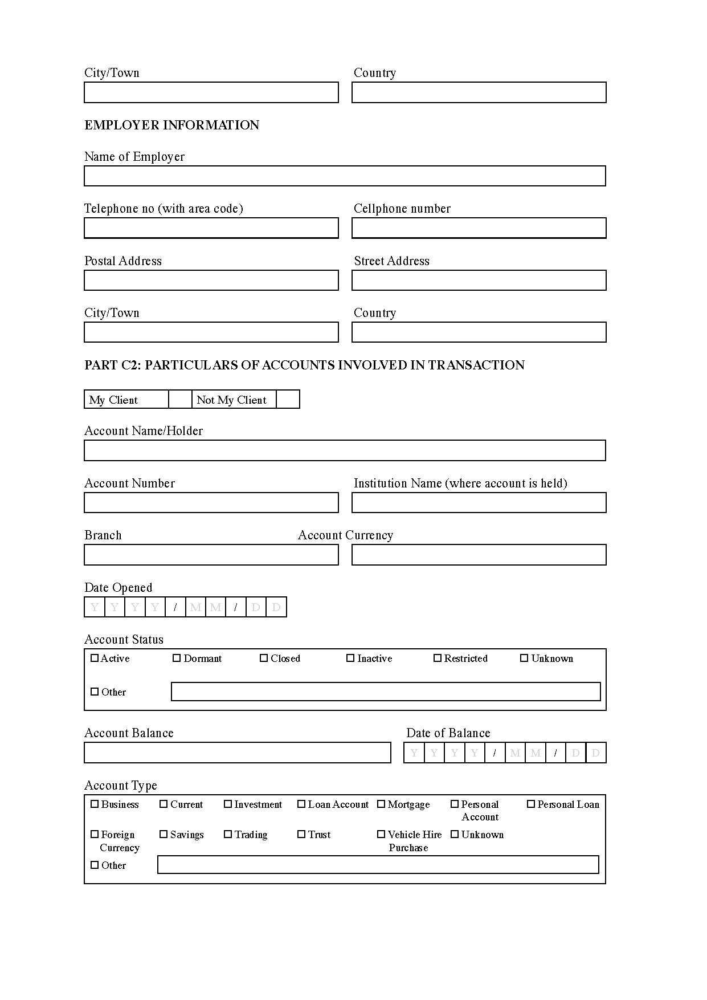 City/Town Country
EMPLOYER INFORMATION
Name of Employer
Telephone no (with area code) Cellphone number
Postal Address Street Address
City/Town Country
PART C2: PARTICULARS OF ACCOUNTS INVOLVED IN TRANSACTION
My Client Not My Client
Account Name/Holder
Account Number Institution Name (where account is held)
Branch Account Currency
Date Opened
Y Y Y Y / M M / D D
Account Status
Active Dormant Closed Inactive Restricted Unknown
Other
Account Balance Date of Balance
Y Y Y Y / M M / D D
Account Type
Business Current Investment Loan Account Mortgage Personal Account Personal Loan
Foreign Currency Savings Trading Trust Vehicle Hire Purchase Unknown
Other